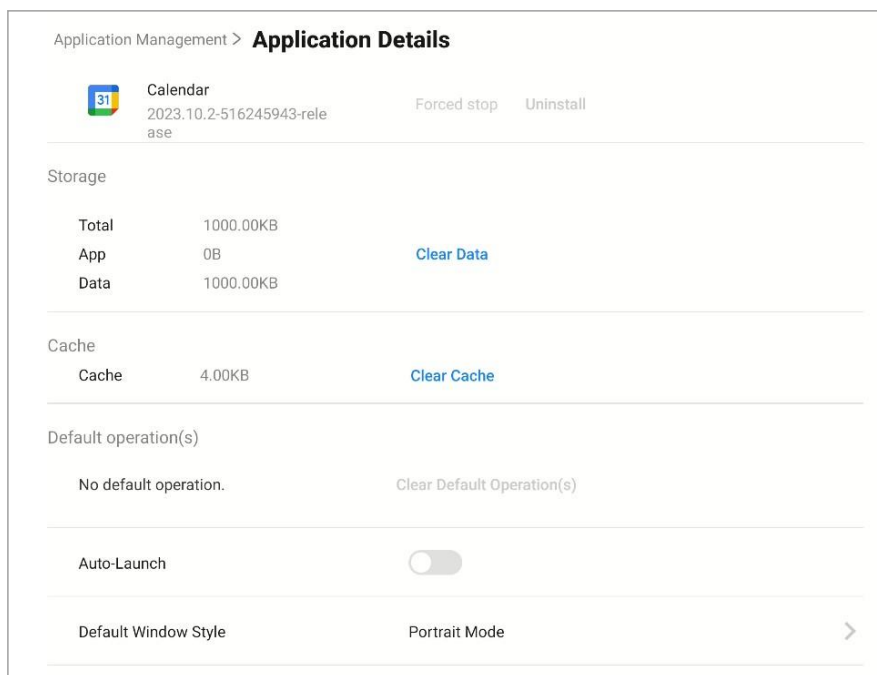 Application Management > Application Details
31
Calendar
2023.10.2-516245943-rele
ase
Forced stop Uninstall
Storage
Total 1000.00KB
App 0B Clear Data
Data 1000.00KB
Cache
Cache 4.00KB Clear Cache
Default operation(s)
No default operation. Clear Default Operation(s)
Auto-Launch
Default Window Style Portrait Mode >